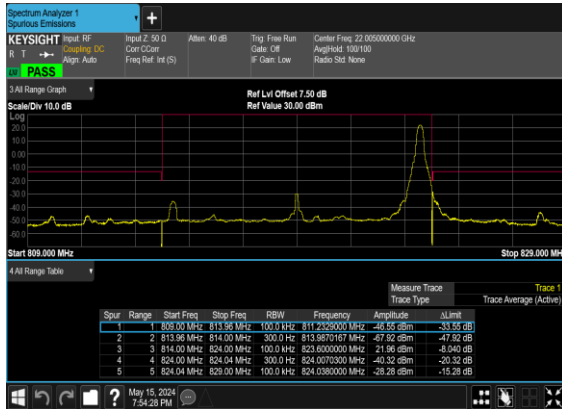 Spectrum Analyzer 1
Spurious Emissions
+
KEYSIGHT Input: RF Input Z: 50 Ω Atten: 40 dB Trig: Free Run Center Freq: 22.005000000 GHz
R T Coupling: DC Corr CCorr Gate: Off Avg|Hold: 100/100
Align: Auto Freq Ref: Int (S) IF Gain: Low Radio Std: None
LW PASS
3 All Range Graph
Ref Lvl Offset 7.50 dB
Scale/Div 10.0 dB Ref Value 30.00 dBm
Log
20.0
10.0
0.00
-10.0
-20.0
-30.0
-40.0
-50.0
-60.0
Start 809.000 MHz Stop 829.000 MHz
4 All Range Table
Measure Trace Trace 1
Trace Type Trace Average (Active)
Spur Range Start Freq Stop Freq RBW Frequency Amplitude ΔLimit
1 1 809.00 MHz 813.96 MHz 100.0 kHz 811.2329000 MHz -46.55 dBm -33.55 dB
2 2 813.96 MHz 814.00 MHz 300.0 Hz 813.9870167 MHz -67.92 dBm -47.92 dB
3 3 814.00 MHz 824.00 MHz 100.0 kHz 823.6000000 MHz 21.96 dBm -8.040 dB
4 4 824.00 MHz 824.04 MHz 300.0 Hz 824.0070300 MHz -40.32 dBm -20.32 dB
5 5 824.04 MHz 829.00 MHz 100.0 kHz 824.0380000 MHz -28.28 dBm -15.28 dB
? May 15, 2024
7:54:28 PM